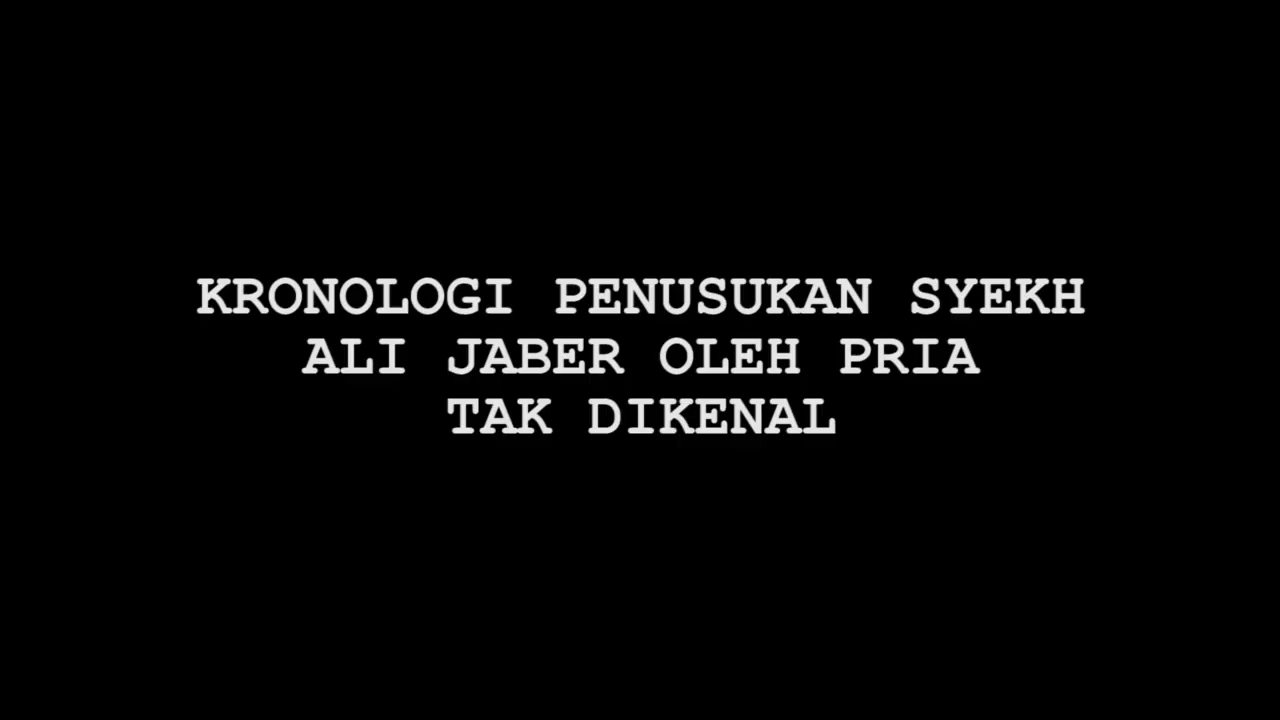 KRONOLOGI PENUSUKAN SYEKH
ALI JABER OLEH PRIA
TAK DIKENAL